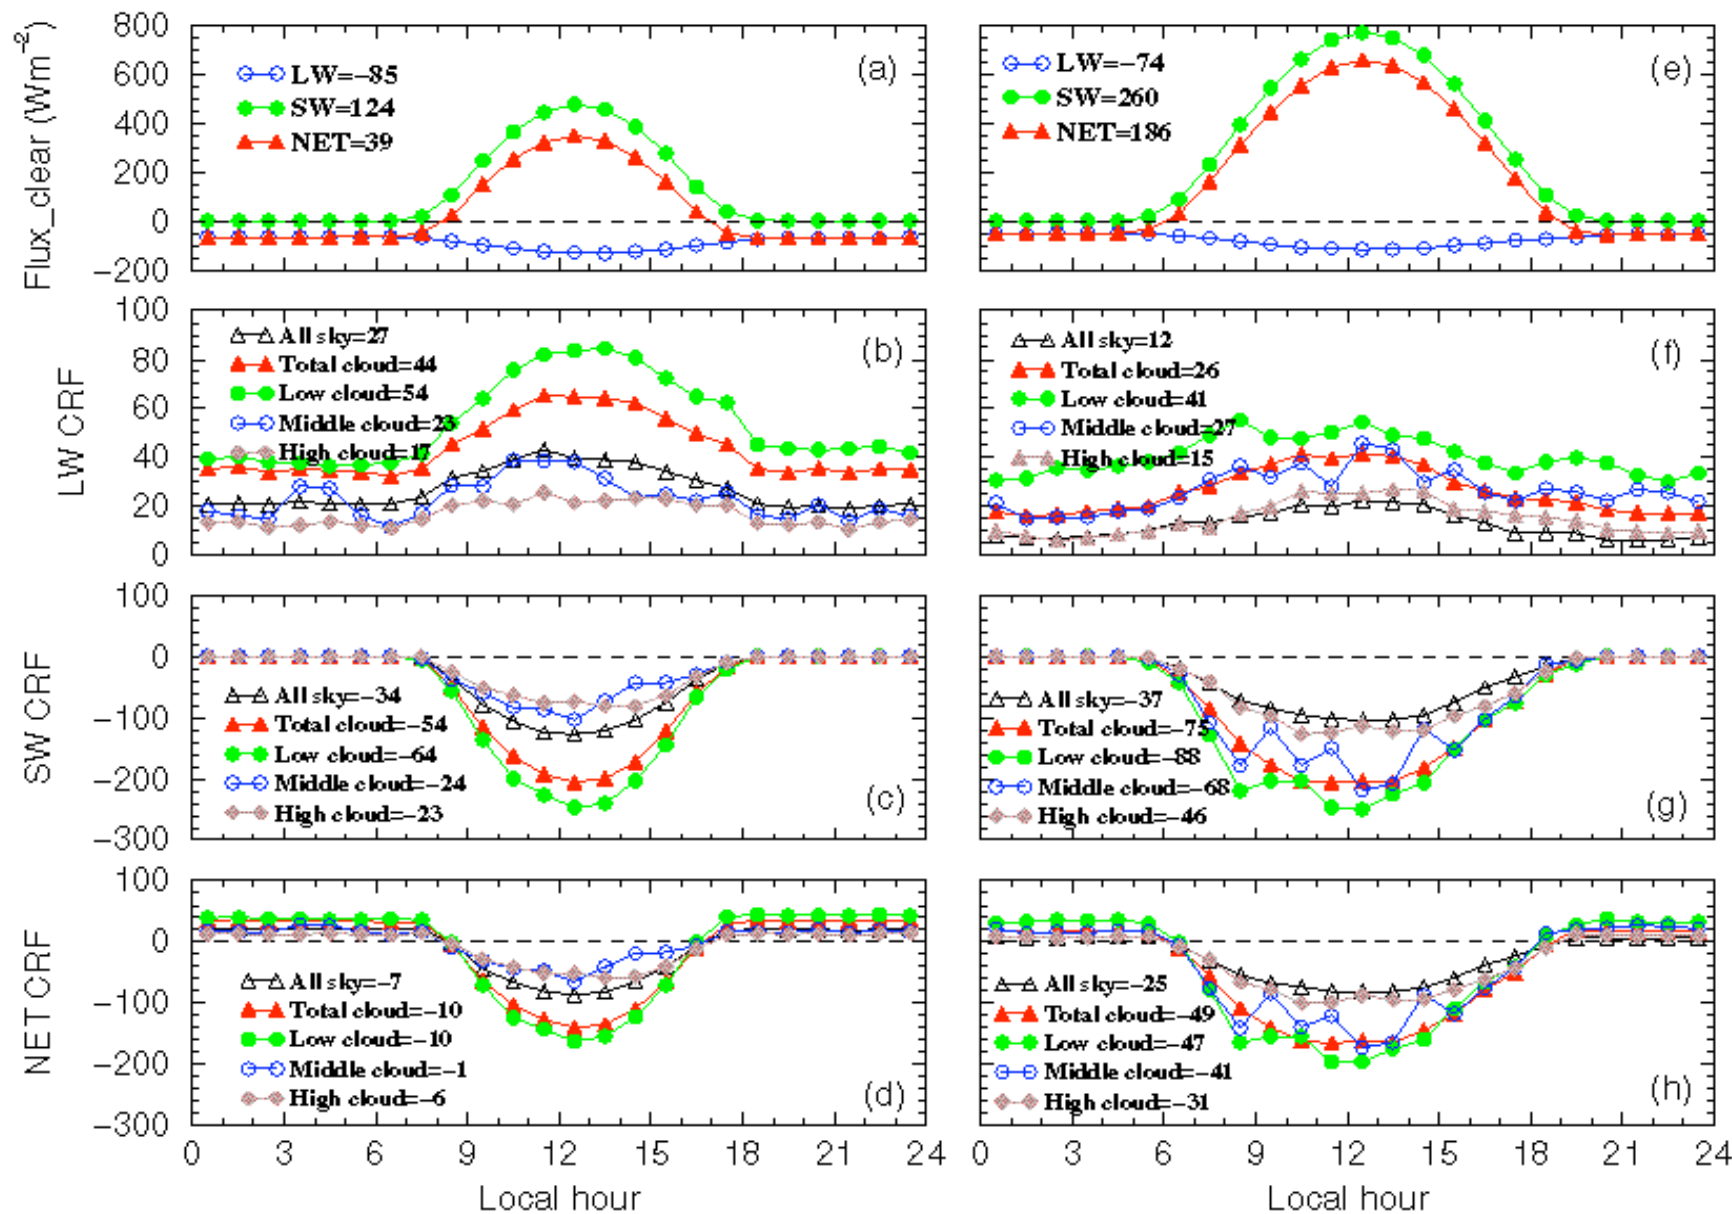 Flux_clear (Wm−2)
800
600
400
200
0
−200
LW=−85
SW=124
NET=39
(a)
LW=−74
SW=260
NET=186
(e)
LW CRF
100
80
60
40
20
0
All sky=27
Total cloud=44
Low cloud=54
Middle cloud=23
High cloud=17
(b)
All sky=12
Total cloud=26
Low cloud=41
Middle cloud=27
High cloud=15
(f)
SW CRF
100
0
−100
−200
−300
All sky=−34
Total cloud=−54
Low cloud=−64
Middle cloud=−24
High cloud=−23
(c)
All sky=−37
Total cloud=−75
Low cloud=−88
Middle cloud=−68
High cloud=−46
(g)
NET CRF
100
0
−100
−200
−300
All sky=−7
Total cloud=−10
Low cloud=−10
Middle cloud=−1
High cloud=−6
(d)
All sky=−25
Total cloud=−49
Low cloud=−47
Middle cloud=−41
High cloud=−31
(h)
0 3 6 9 12 15 18 21 24
0 3 6 9 12 15 18 21 24
Local hour
Local hour